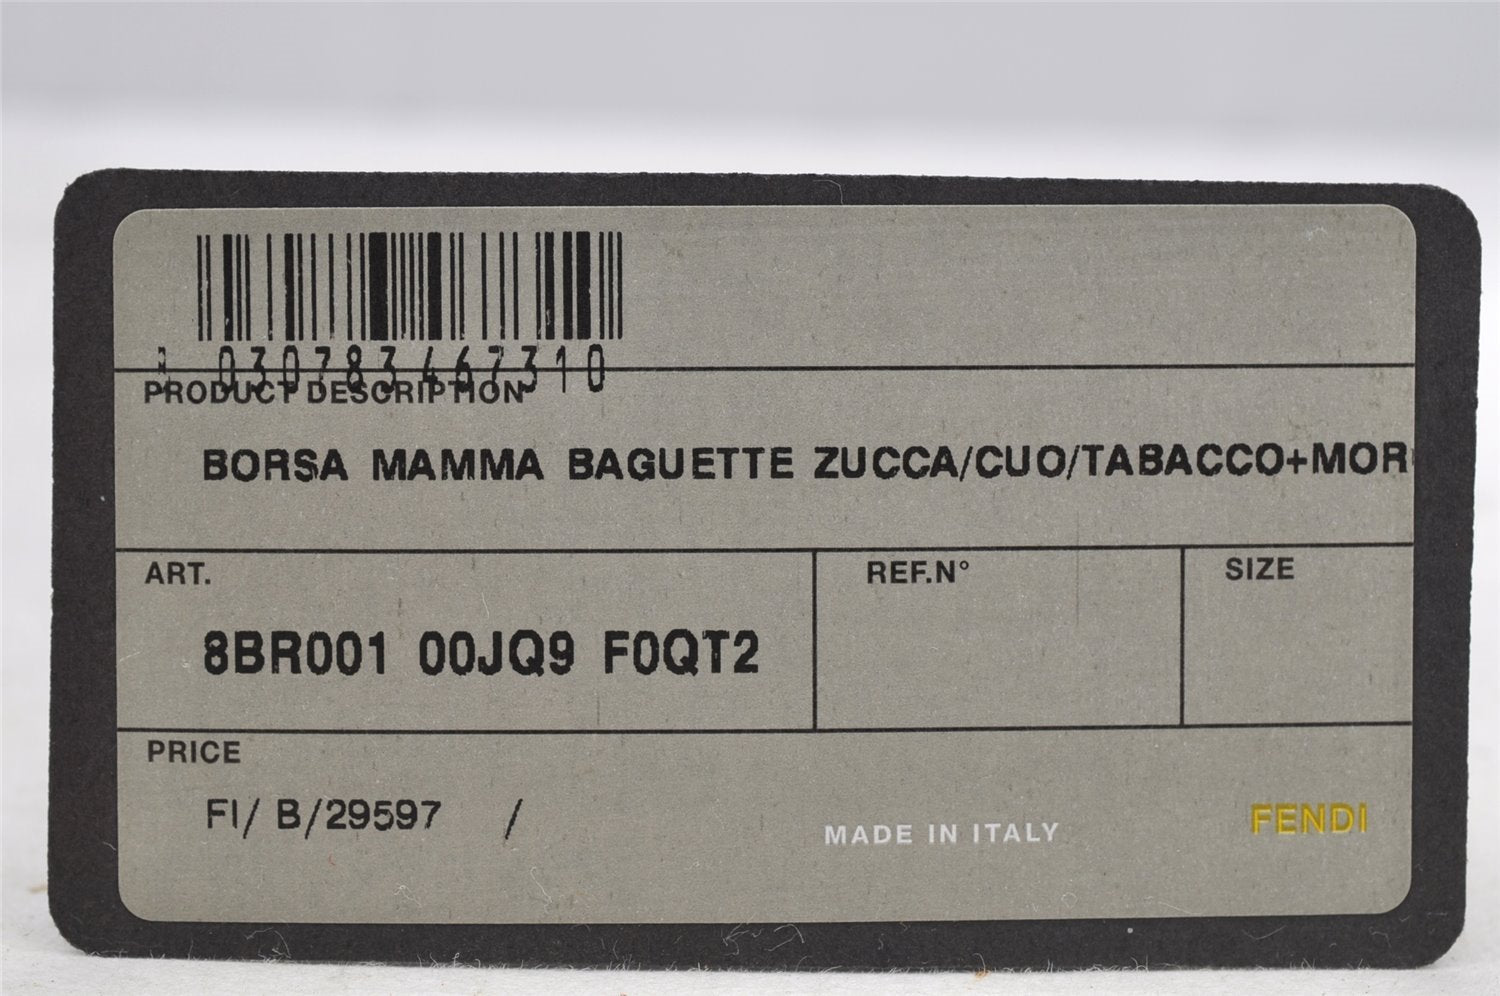 030783467310
PRODUCT DESCRIPTION
BORSA MAMMA BAGUETTE ZUCCA/CUO/TABACCO+MOR
ART.
REF.N°
SIZE
8BR001 00JQ9 F0QT2
PRICE
FI/ B/29597 /
MADE IN ITALY
FENDI